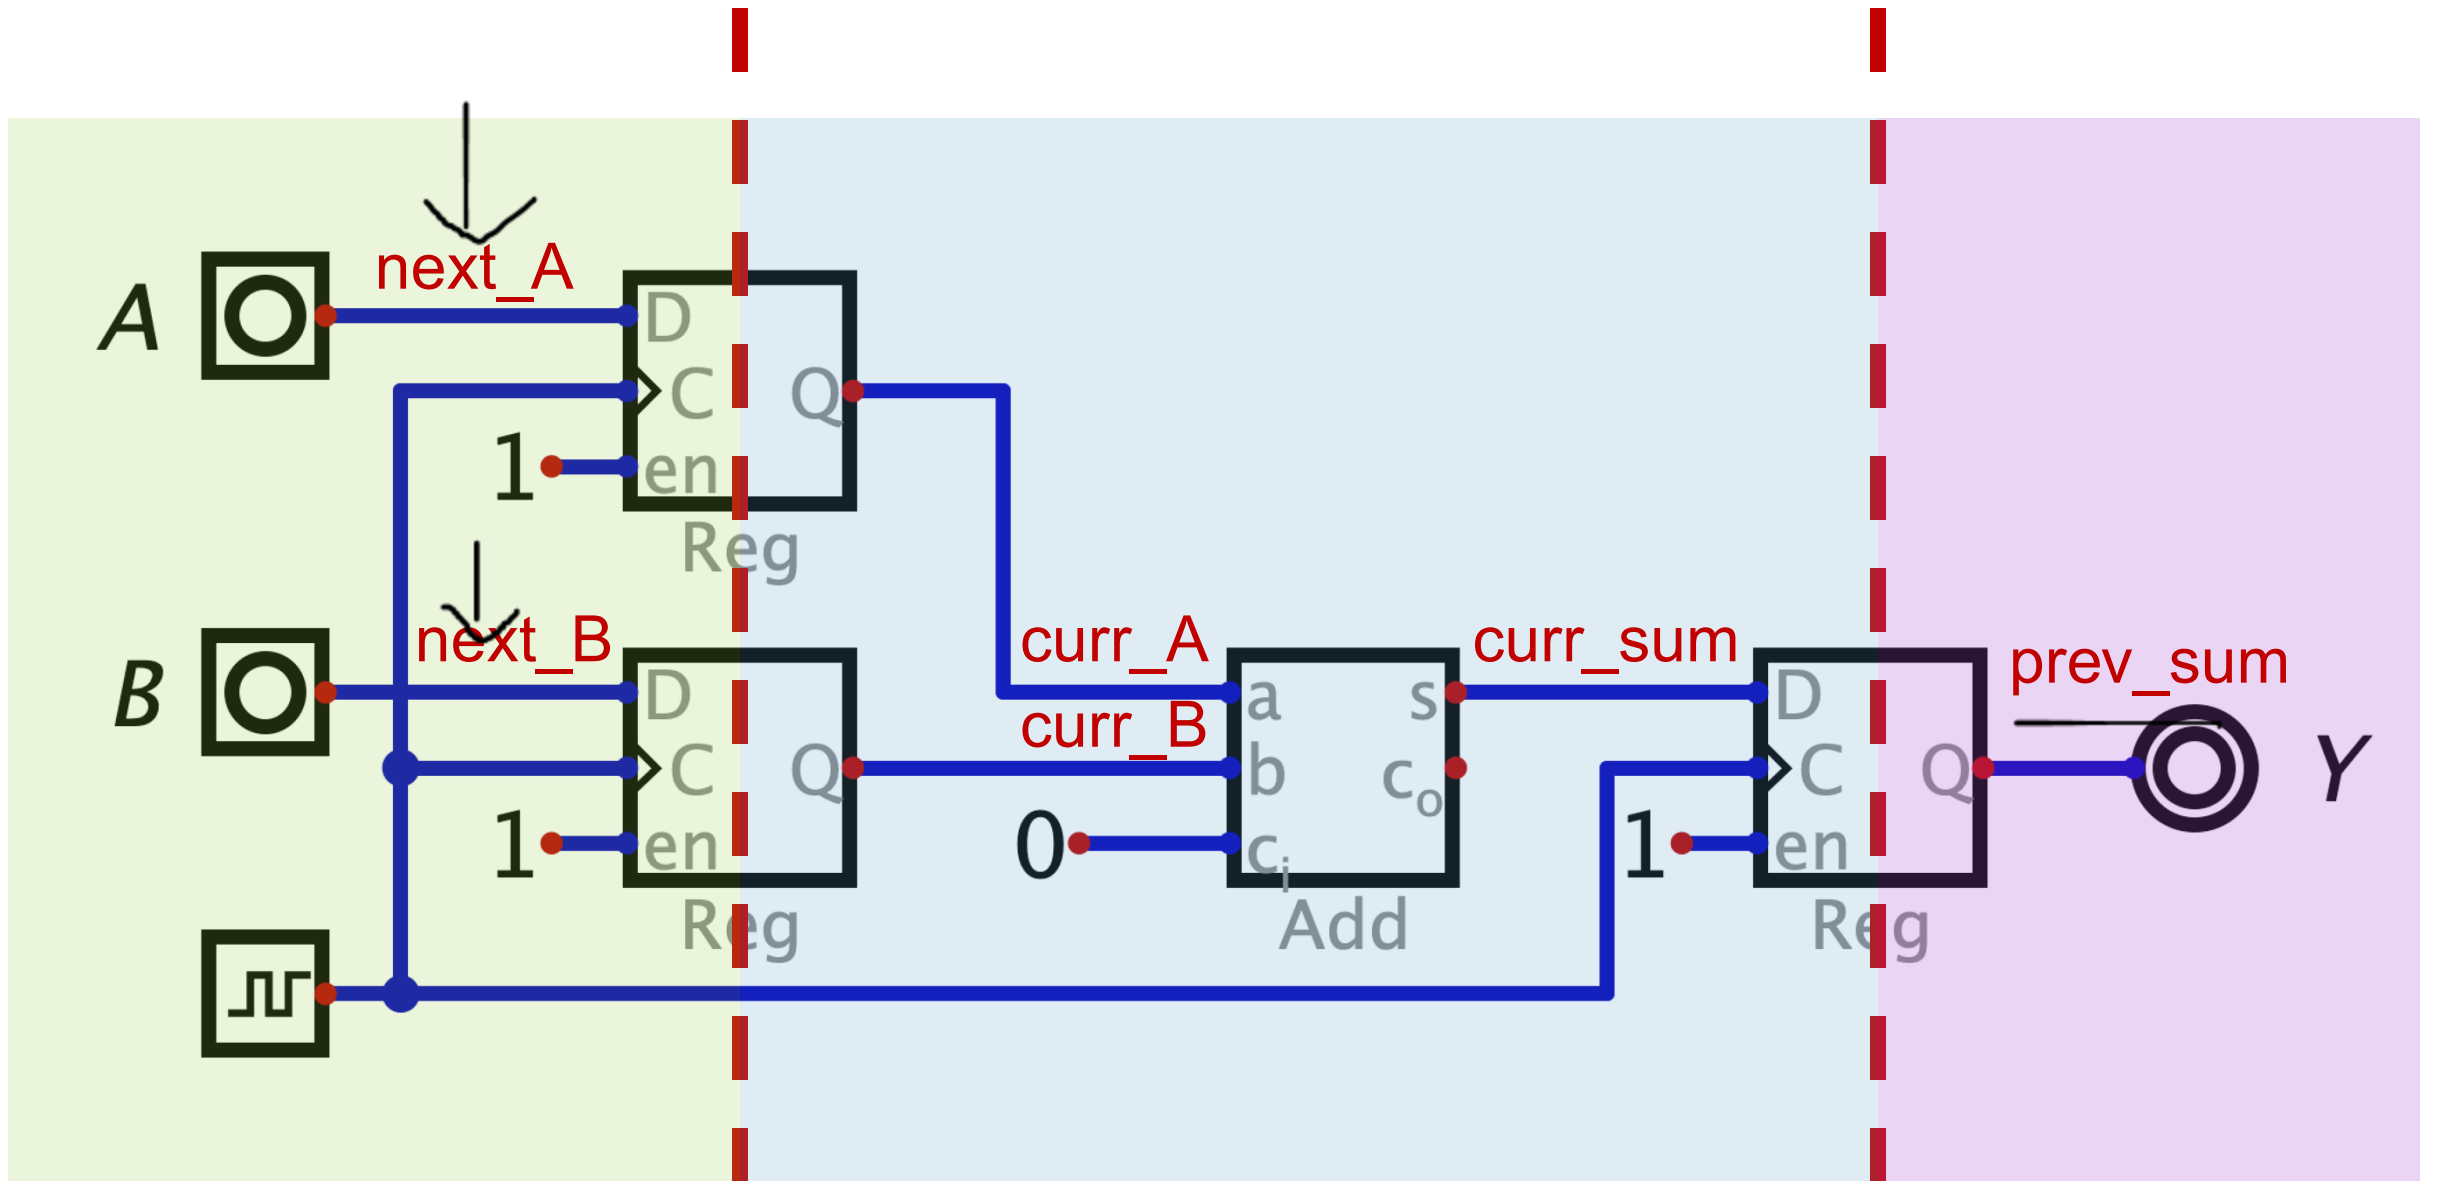 next_A
A
D
C
Q
1
en
Reg
next_B
B
D
C
Q
1
en
Reg
curr_A
curr_B
0
a
b
ci
s
co
Add
curr_sum
1
D
C
en
Q
Reg
prev_sum
Y